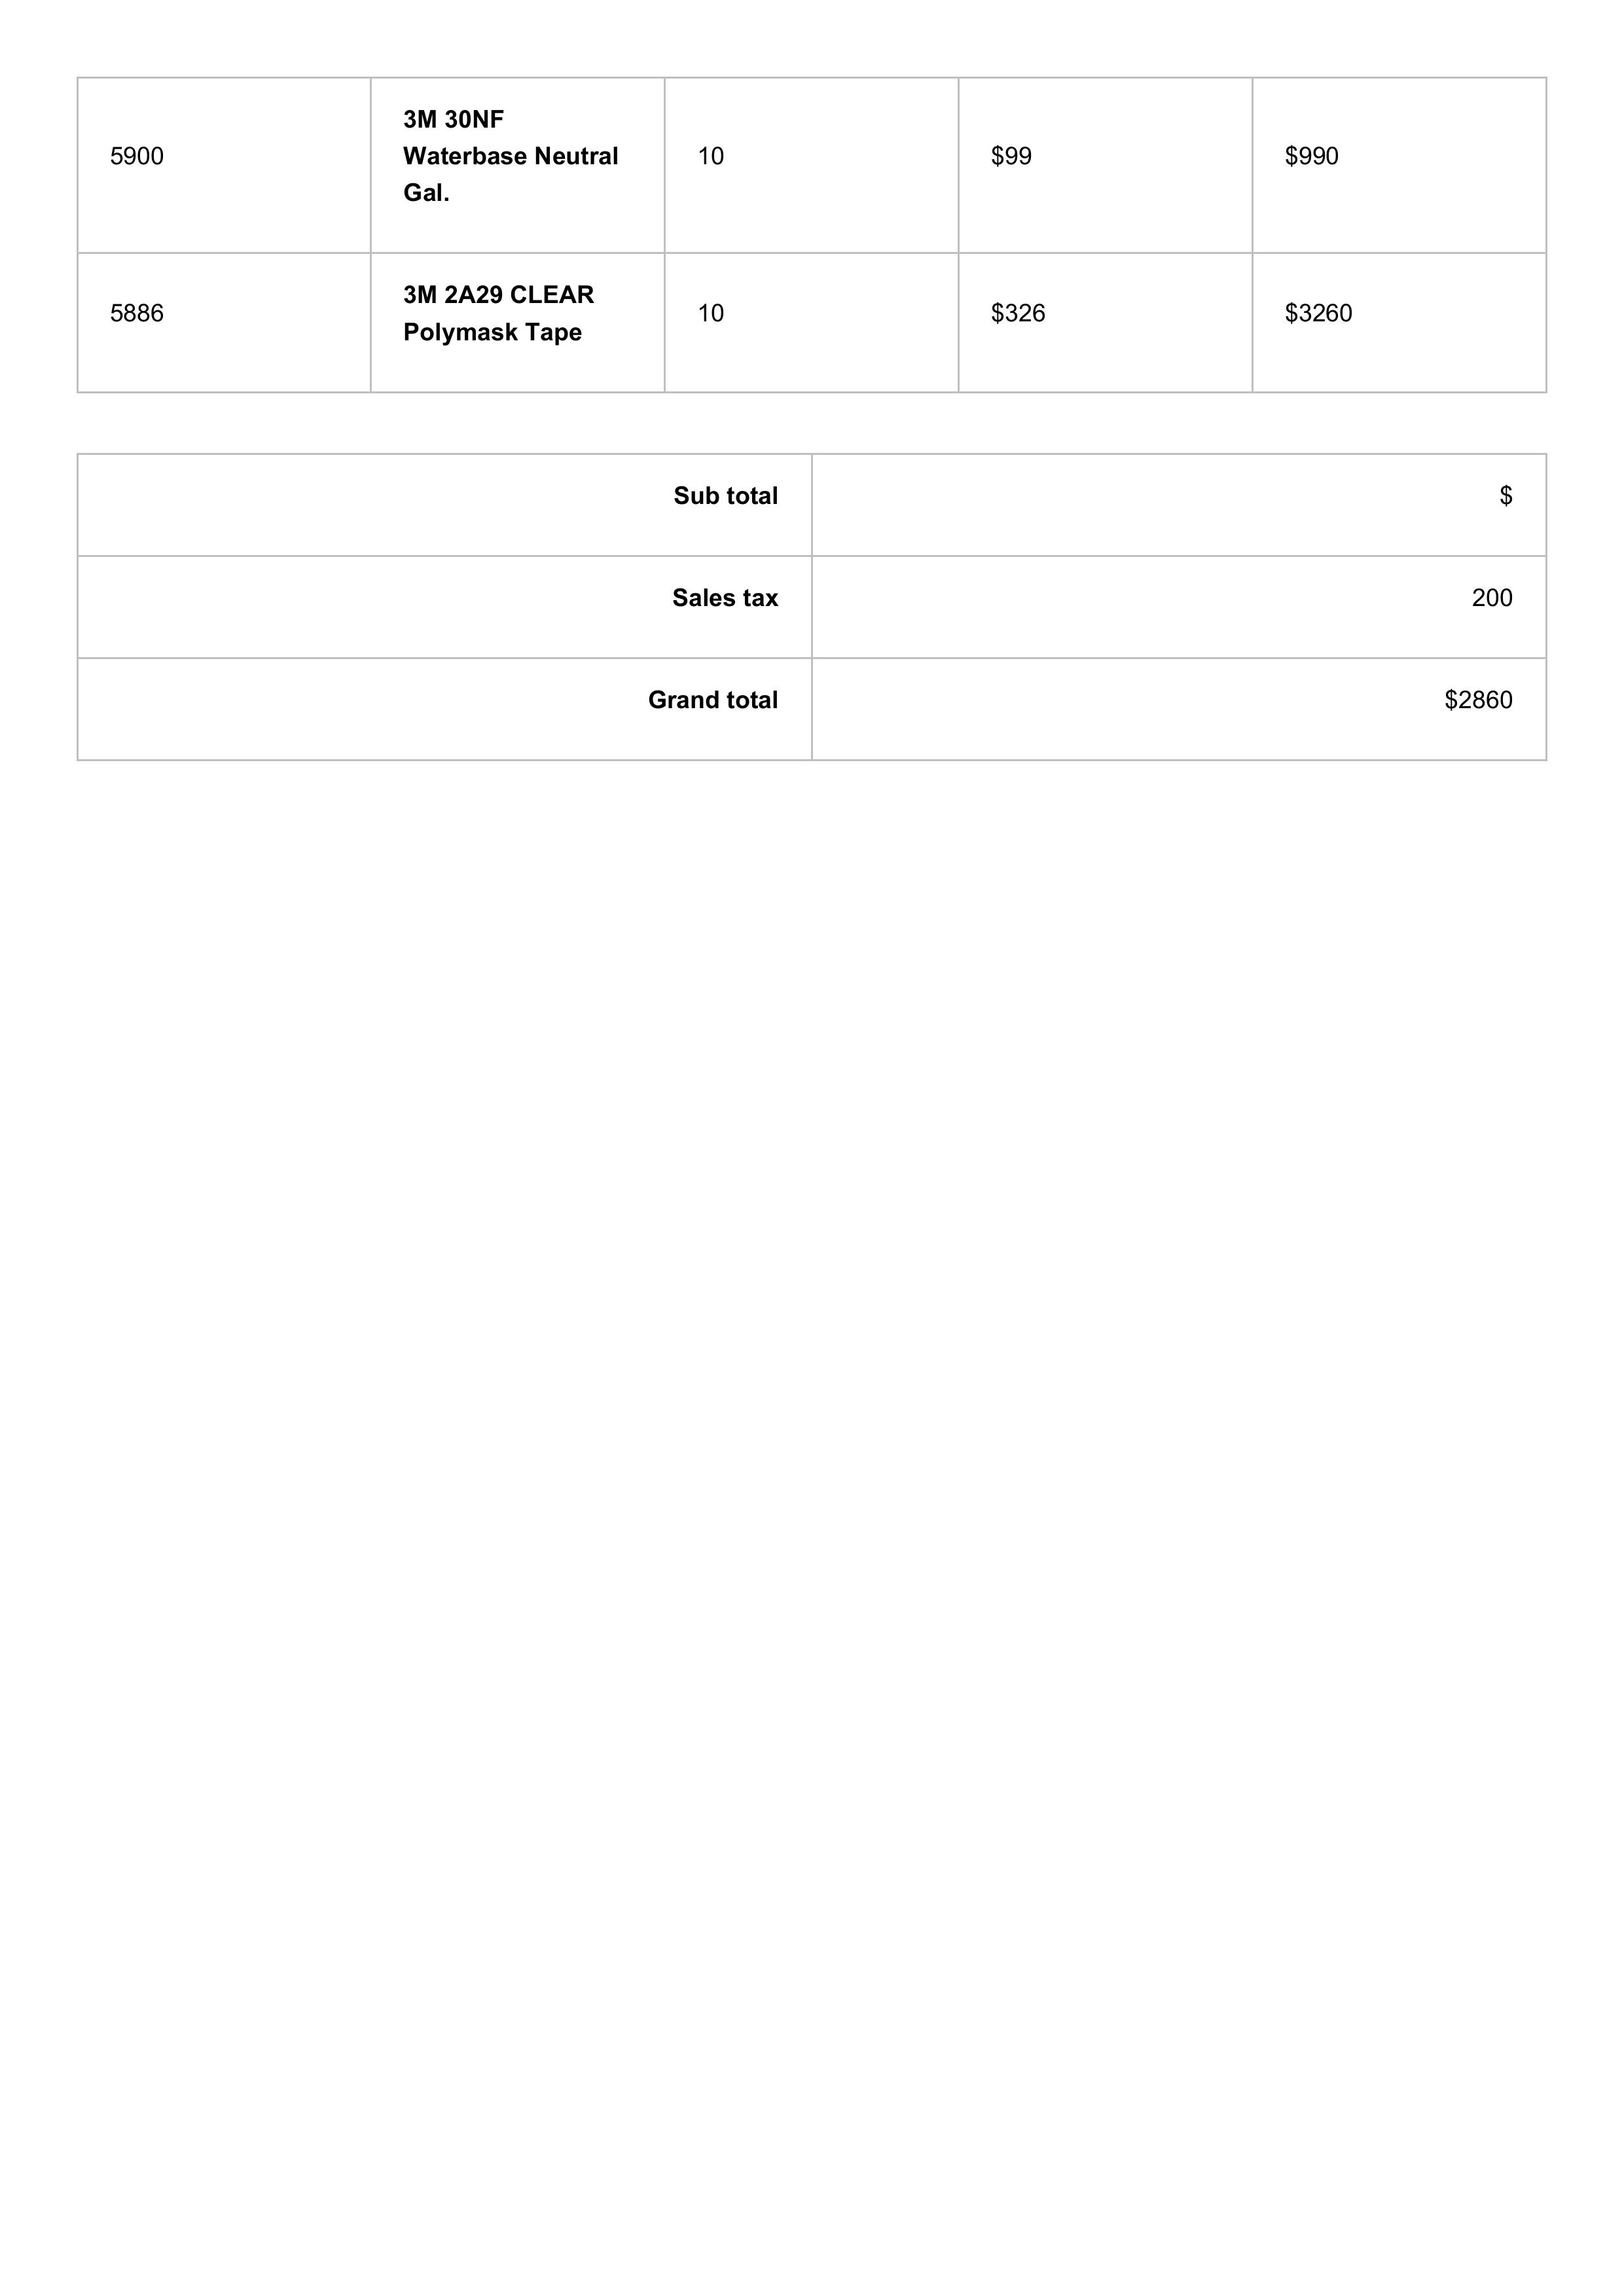 5900
3M 30NF
Waterbase Neutral
Gal.
10
$99
$990
5886
3M 2A29 CLEAR
Polymask Tape
10
$326
$3260
Sub total
$
Sales tax
200
Grand total
$2860